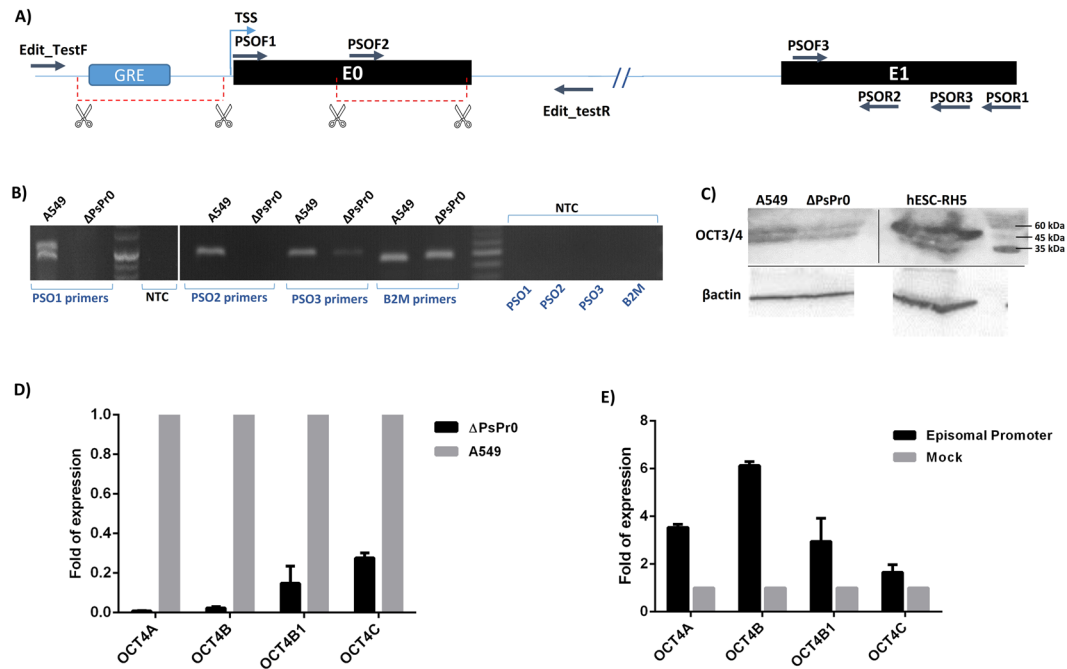 A)
TSS
Edit_TestF
PSOF1
PSOF2
PSOF3
GRE
E0
E1
//
Edit_testR
PSOR2
PSOR3
PSOR1
B)
A549
ΔPsPr0
A549
ΔPsPr0
A549
ΔPsPr0
A549
ΔPsPr0
NTC
PSO1 primers
NTC
PSO2 primers
PSO3 primers
B2M primers
PSO1
PSO2
PSO3
B2M
C)
A549
ΔPsPr0
hESC-RH5
OCT3/4
60 kDa
45 kDa
35 kDa
βactin
D)
Fold of expression
1.0
0.8
0.6
0.4
0.2
0.0
OCT4A
OCT4B
OCT4B1
OCT4C
ΔPsPr0
A549
E)
Fold of expression
8
6
4
2
0
OCT4A
OCT4B
OCT4B1
OCT4C
Episomal Promoter
Mock